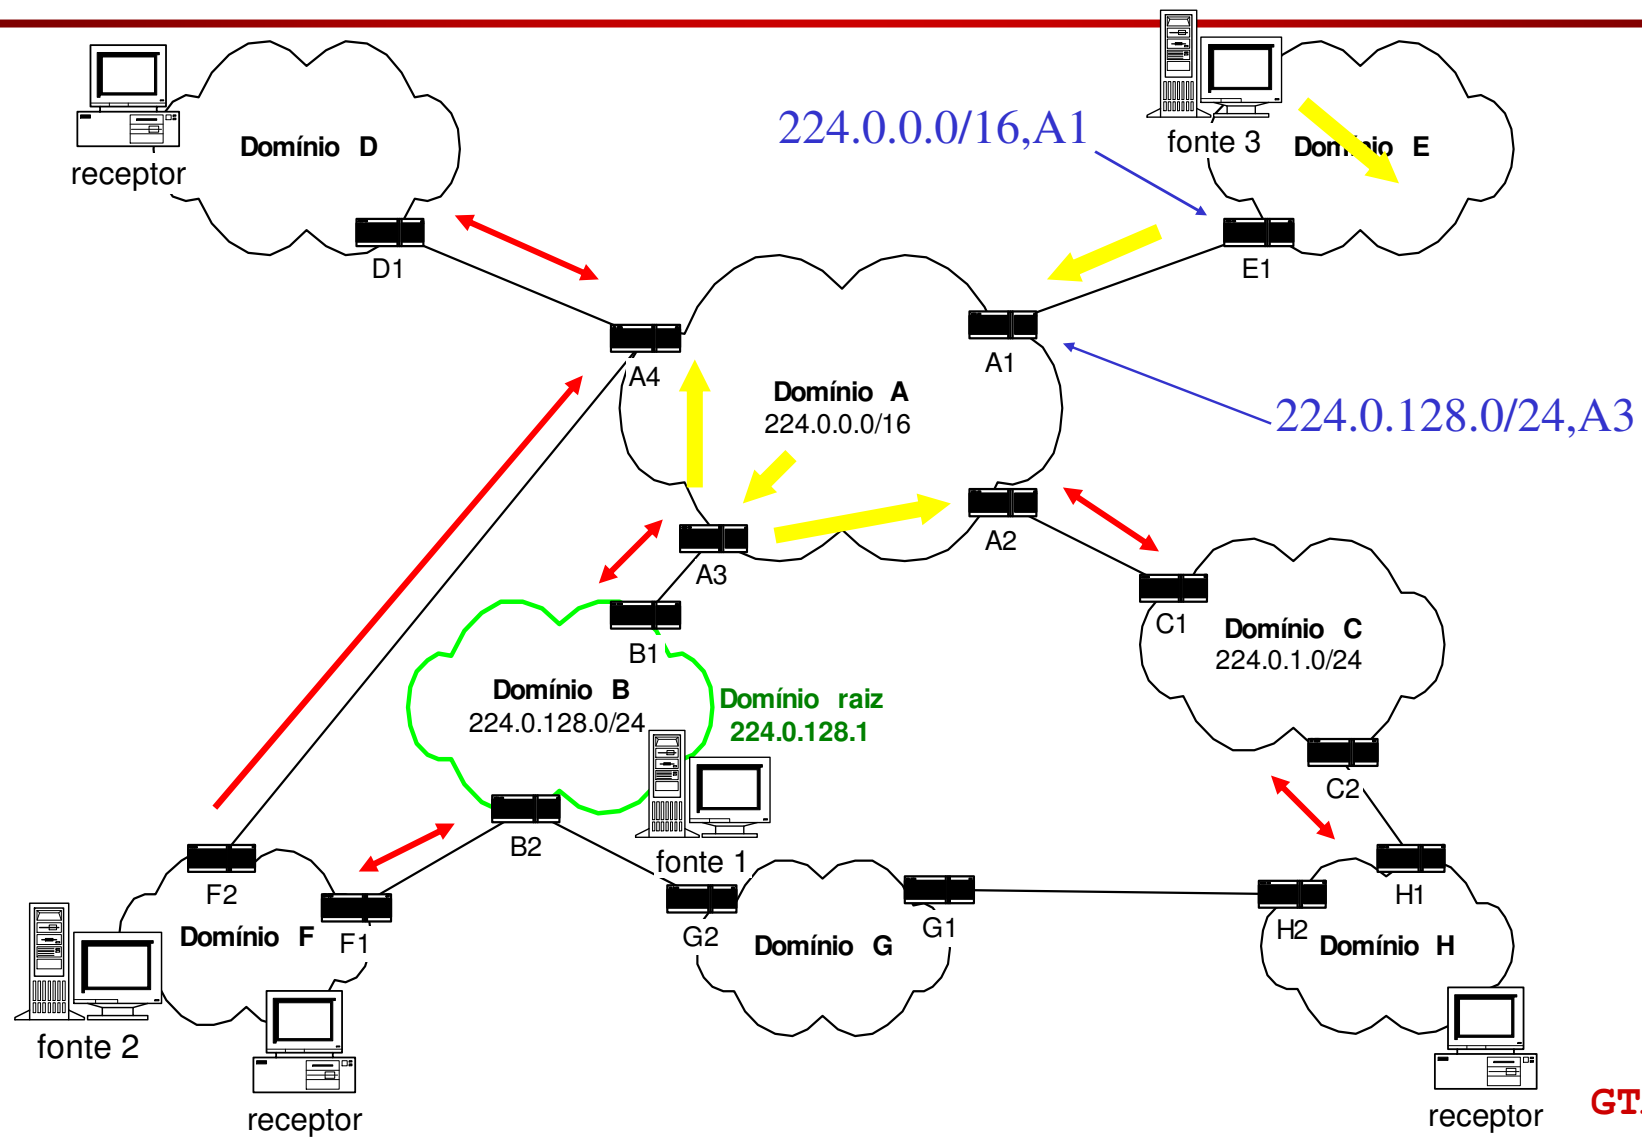 receptor
Domínio D
D1
224.0.0.0/16,A1
fonte 3
Domínio E
E1
A4
A1
Domínio A
224.0.0.0/16
224.0.128.0/24,A3
A3
A2
B1
C1
Domínio C
224.0.1.0/24
Domínio B
224.0.128.0/24
Domínio raiz
224.0.128.1
C2
B2
fonte 1
F2
F1
Domínio F
G2
Domínio G
G1
H2
H1
Domínio H
fonte 2
receptor
receptor